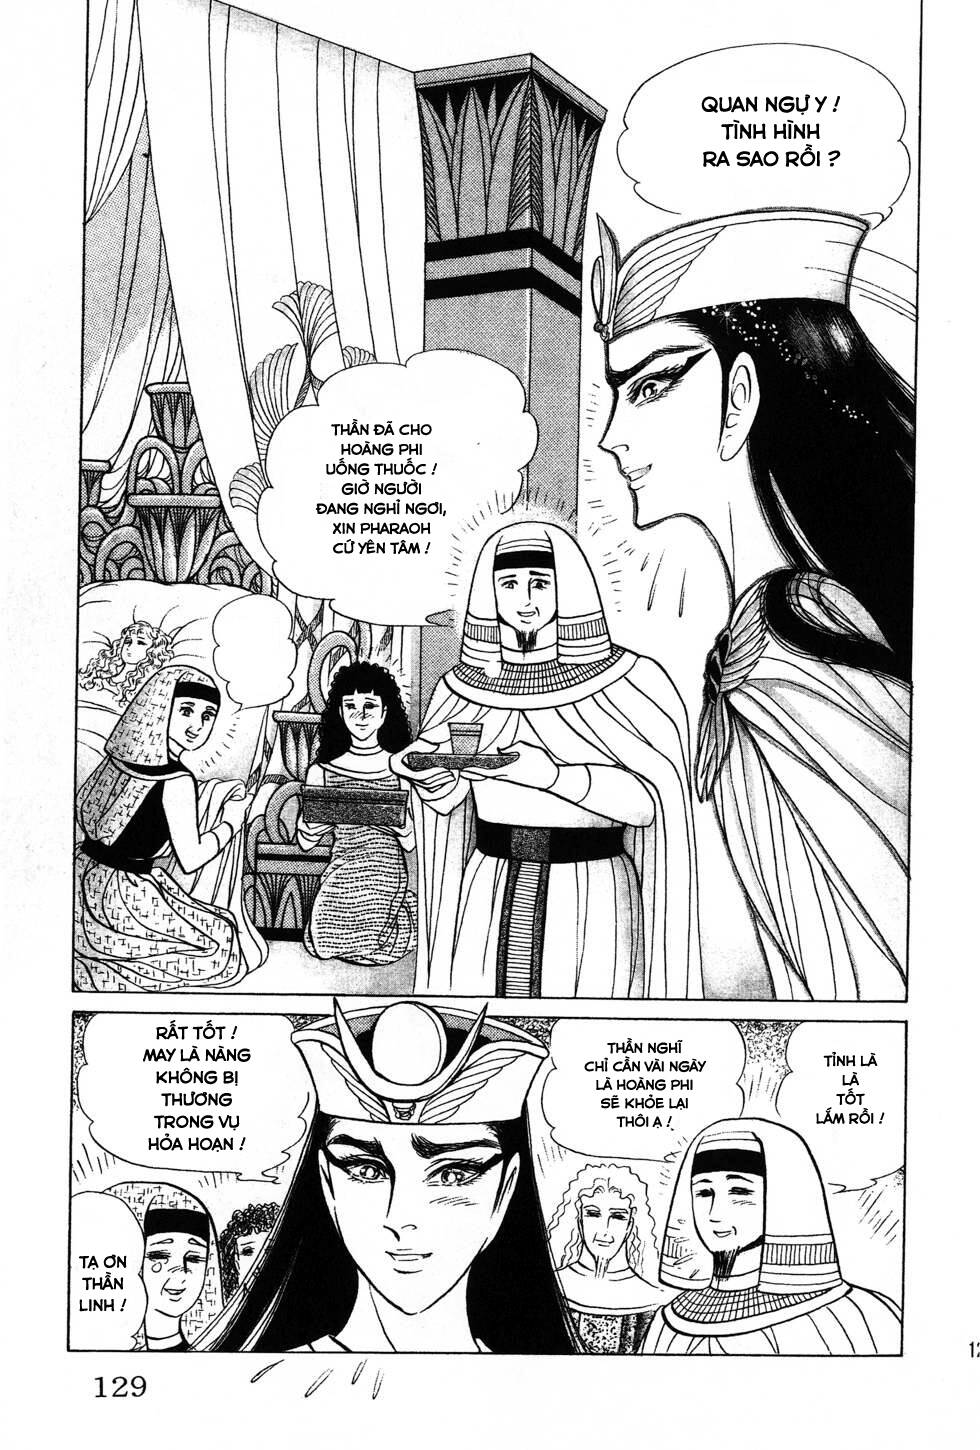 QUAN NGỰ Y !
TÌNH HÌNH
RA SAO RỒI ?
THẦN ĐÃ CHO
HOÀNG PHI
UỐNG THUỐC !
GIỜ NGƯỜI
ĐANG NGHỈ NGƠI,
XIN PHARAOH
CỨ YÊN TÂM !
RẤT TỐT !
MAY LÀ NÀNG
KHÔNG BỊ
THƯƠNG
TRONG VỤ
HỎA HOẠN !
THẦN NGHĨ
CHỈ CẦN VÀI NGÀY
LÀ HOÀNG PHI
SẼ KHỎE LẠI
THÔI Ạ !
TỈNH LÀ
LÀ
TỐT
LẮM RỒI !
TẠ ƠN
THẦN
LINH !
129
12